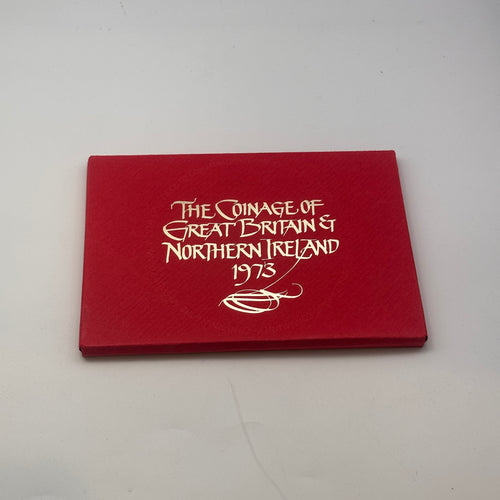 THE COINAGE OF
GREAT BRITAIN &
NORTHERN IRELAND
1973